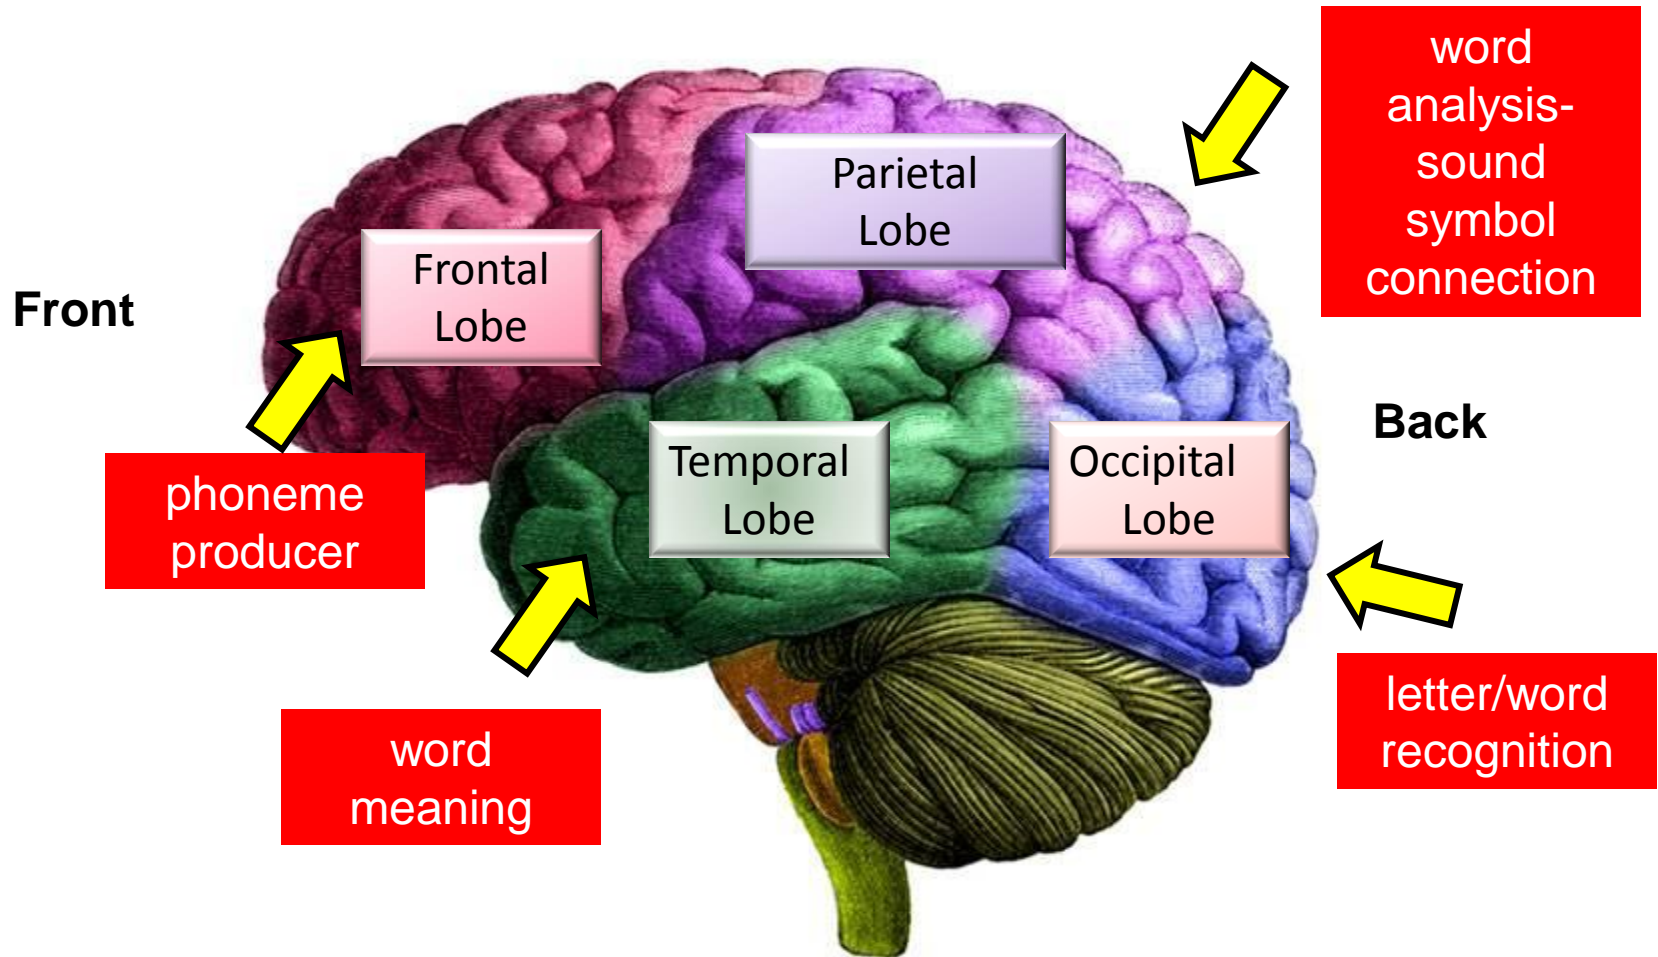 word
analysis-
sound
symbol
connection
Parietal
Lobe
Frontal
Lobe
Front
Back
Temporal
Lobe
Occipital
Lobe
phoneme
producer
word
meaning
letter/word
recognition